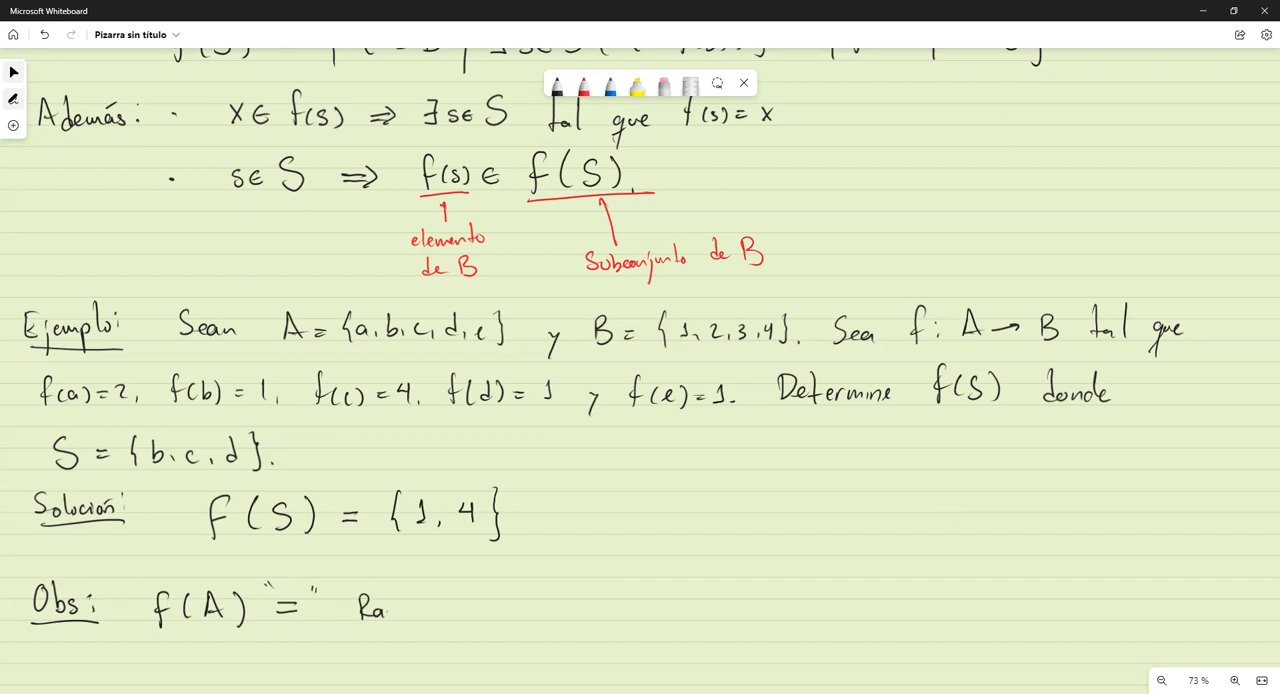 Microsoft Whiteboard
Pizarra sin título
Además: · x ∈ f(S) ⇒ ∃ s ∈ S tal que f(s) = x
· s ∈ S ⇒ f(s) ∈ f(S).
elemento de B
Subconjunto de B
Ejemplo: Sean A = {a, b, c, d, e} y B = {1, 2, 3, 4}. Sea f: A → B tal que
f(a) = 2, f(b) = 1, f(c) = 4, f(d) = 1 y f(e) = 1. Determine f(S) donde
S = {b, c, d}.
Solución: f(S) = {1, 4}
Obs: f(A) "=" Ra
73 %